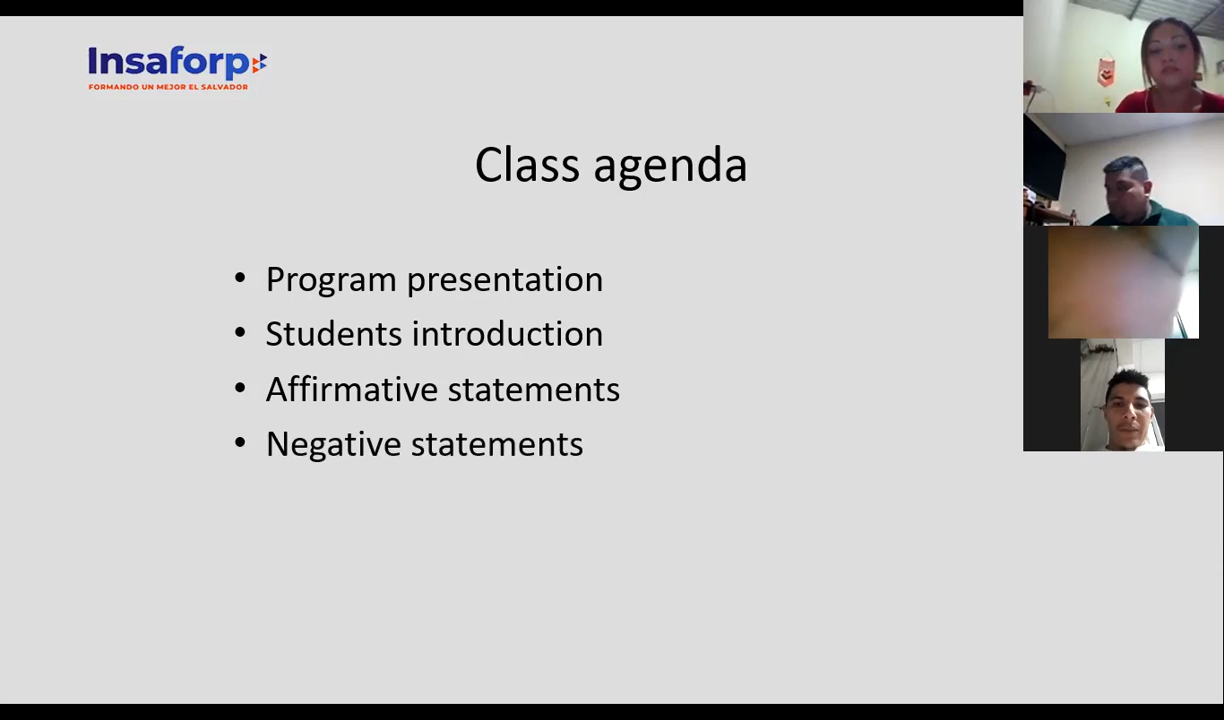 Insaforp
FORMANDO UN MEJOR EL SALVADOR
Class agenda
• Program presentation
• Students introduction
• Affirmative statements
• Negative statements